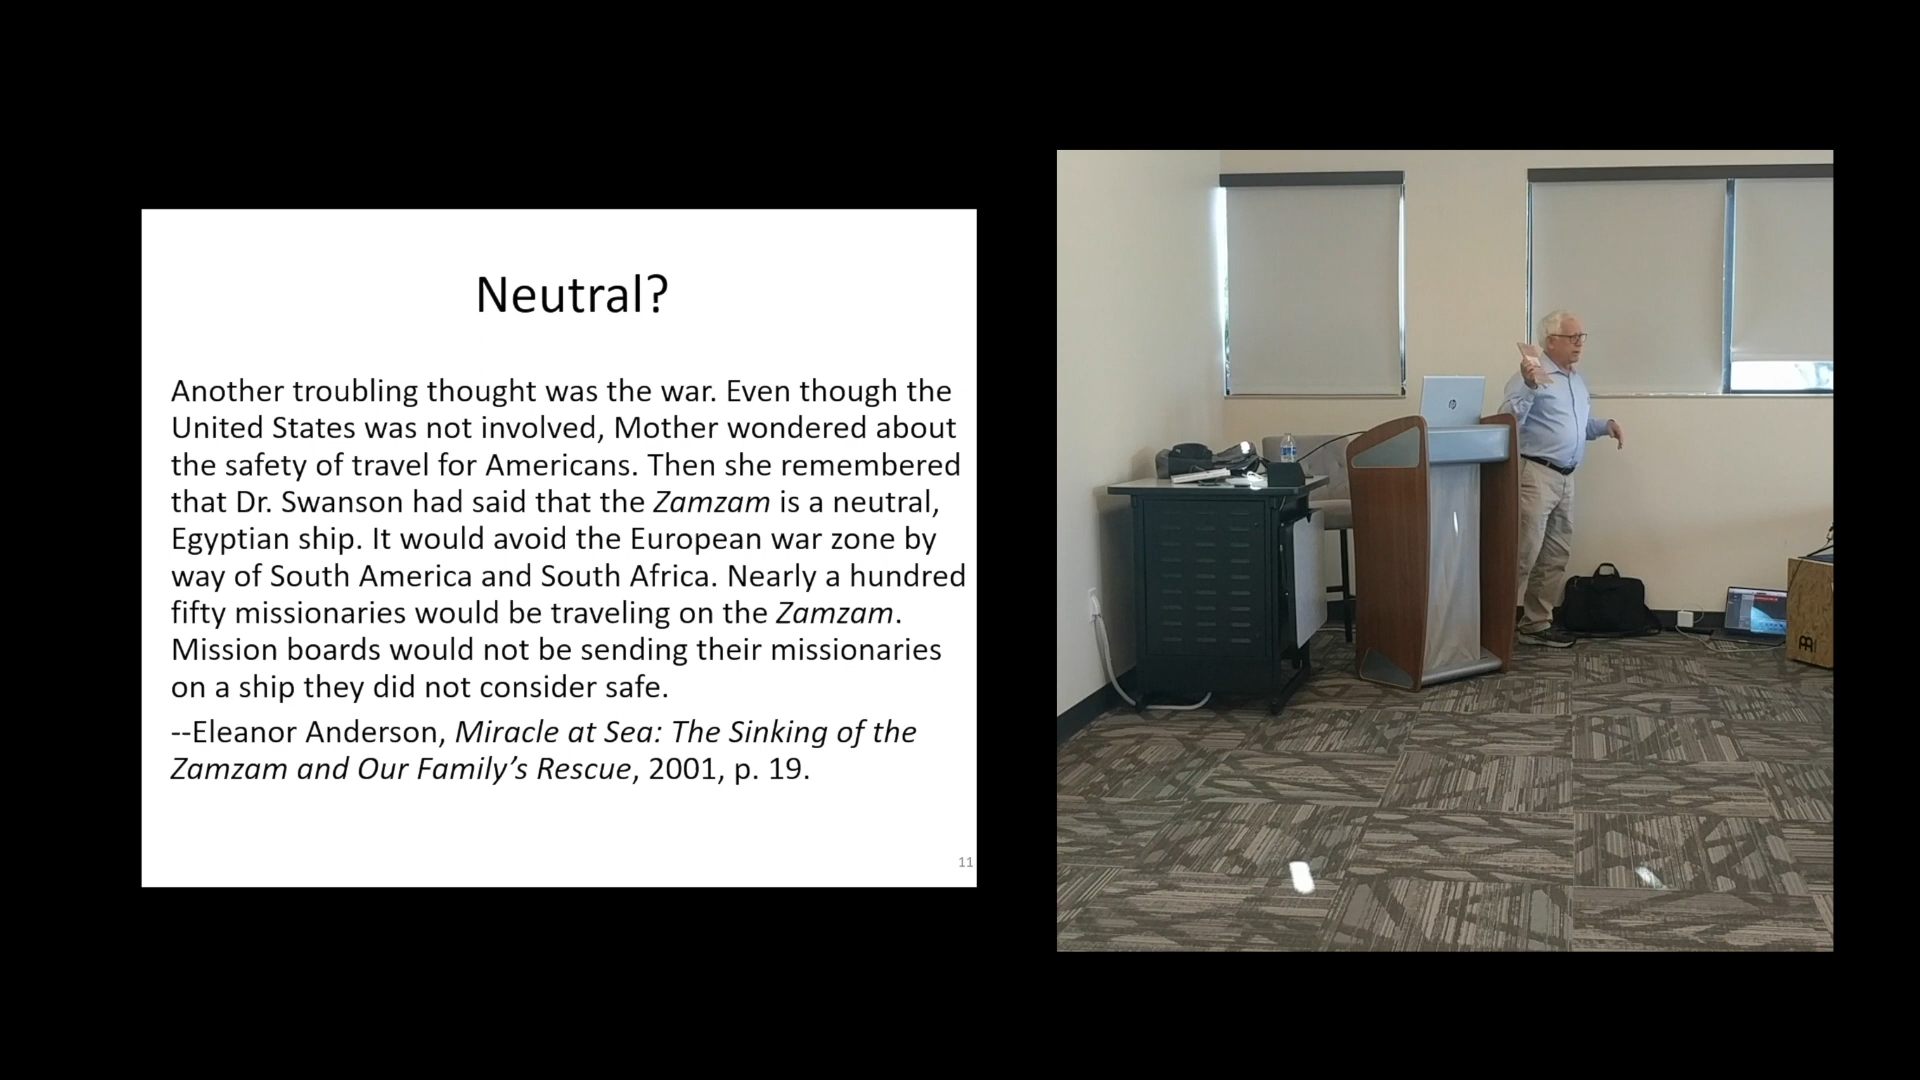 Neutral?
Another troubling thought was the war. Even though the
United States was not involved, Mother wondered about
the safety of travel for Americans. Then she remembered
that Dr. Swanson had said that the Zamzam is a neutral,
Egyptian ship. It would avoid the European war zone by
way of South America and South Africa. Nearly a hundred
fifty missionaries would be traveling on the Zamzam.
Mission boards would not be sending their missionaries
on a ship they did not consider safe.
--Eleanor Anderson, Miracle at Sea: The Sinking of the
Zamzam and Our Family’s Rescue, 2001, p. 19.
11
hp